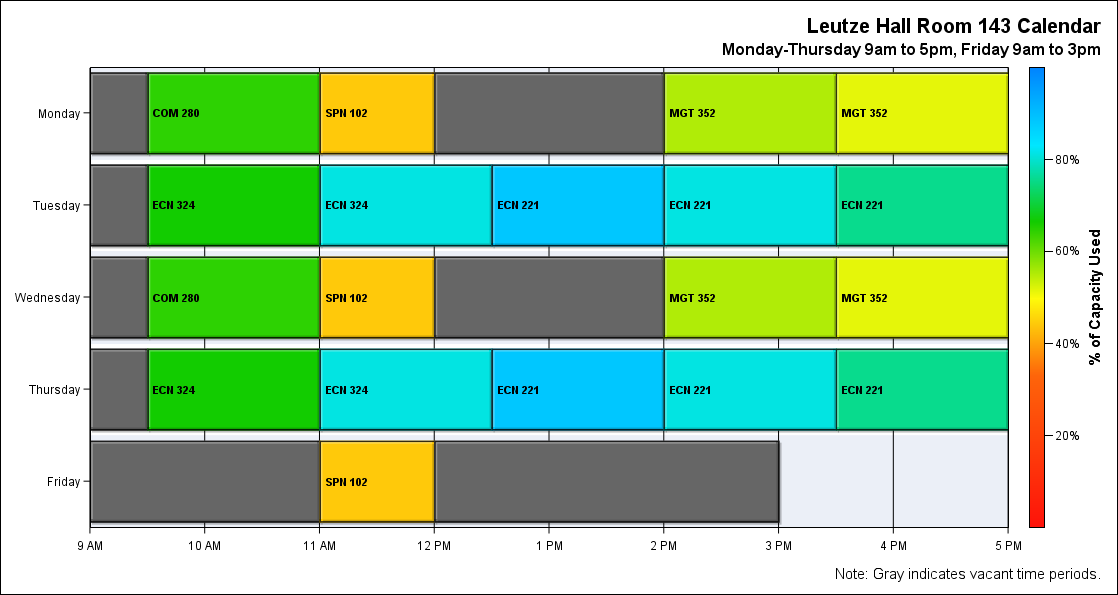 Leutze Hall Room 143 Calendar
Monday-Thursday 9am to 5pm, Friday 9am to 3pm
Monday
COM 280
SPN 102
MGT 352
MGT 352
Tuesday
ECN 324
ECN 324
ECN 221
ECN 221
ECN 221
Wednesday
COM 280
SPN 102
MGT 352
MGT 352
Thursday
ECN 324
ECN 324
ECN 221
ECN 221
ECN 221
Friday
SPN 102
9 AM
10 AM
11 AM
12 PM
1 PM
2 PM
3 PM
4 PM
5 PM
80%
60%
40%
20%
% of Capacity Used
Note: Gray indicates vacant time periods.